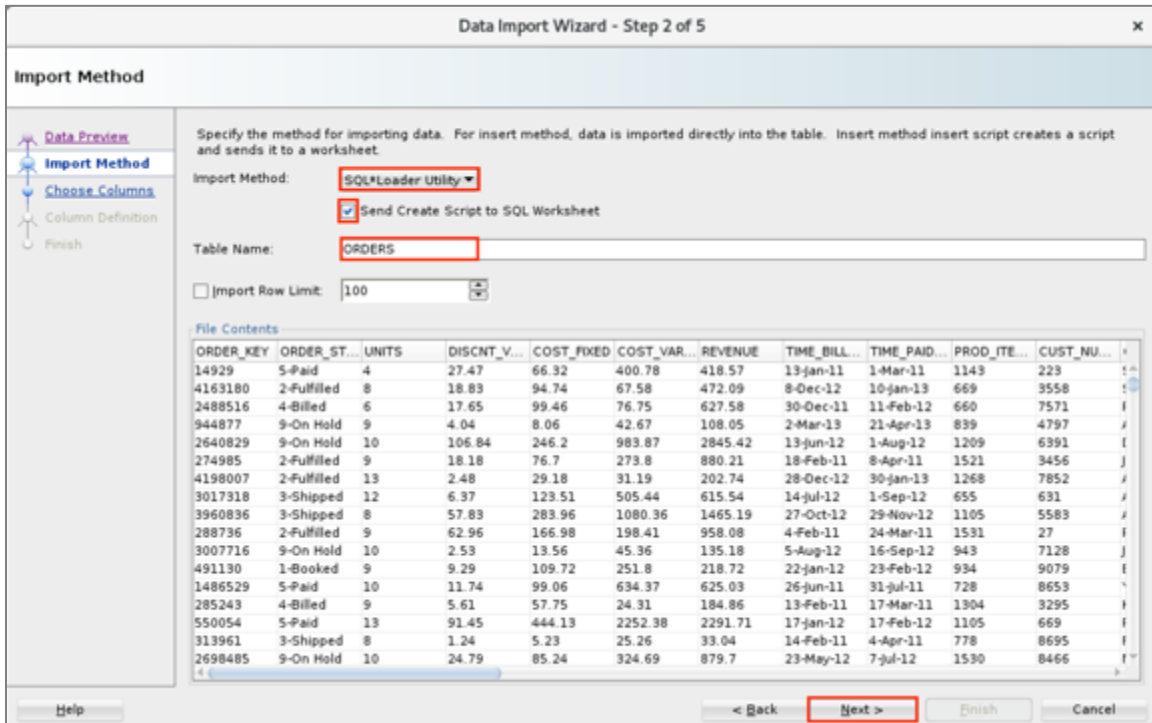 Data Import Wizard - Step 2 of 5
Import Method
Data Preview
Import Method
Choose Columns
Column Definition
Finish
Specify the method for importing data. For insert method, data is imported directly into the table. Insert method insert script creates a script
and sends it to a worksheet.
Import Method: SQL*Loader Utility
Send Create Script to SQL Worksheet
Table Name: ORDERS
Import Row Limit: 100
File Contents
ORDER_KEY ORDER_ST... UNITS DISCNT_V... COST_FIXED COST_VAR... REVENUE TIME_BILL... TIME_PAID... PROD_ITE... CUST_NU...
14929 5-Paid 4 27.47 66.32 400.78 418.57 13-Jan-11 1-Mar-11 1143 223
4163180 2-Fulfilled 8 18.83 94.74 67.58 472.09 8-Dec-12 10-Jan-13 669 3558
2488516 4-Billed 6 17.65 99.46 76.75 627.58 30-Dec-11 11-Feb-12 660 7571
944877 9-On Hold 9 4.04 8.06 42.67 108.05 2-Mar-13 21-Apr-13 839 4797
2640829 9-On Hold 10 106.84 246.2 983.87 2845.42 13-Jun-12 1-Aug-12 1209 6391
274985 2-Fulfilled 9 18.18 76.7 273.8 880.21 18-Feb-11 8-Apr-11 1521 3456
4198007 2-Fulfilled 13 2.48 29.18 31.19 202.74 28-Dec-12 30-Jan-13 1268 7852
3017318 3-Shipped 12 6.37 123.51 505.44 615.54 14-Jul-12 1-Sep-12 655 631
3960836 3-Shipped 8 57.83 283.96 1080.36 1465.19 27-Oct-12 29-Nov-12 1105 5583
288736 2-Fulfilled 9 62.96 166.98 198.41 958.08 4-Feb-11 24-Mar-11 1531 27
3007716 9-On Hold 10 2.53 13.56 45.36 135.18 5-Aug-12 16-Sep-12 943 7128
491130 1-Booked 9 9.29 109.72 251.8 218.72 22-Jan-12 23-Feb-12 934 9079
1486529 5-Paid 10 11.74 99.06 634.37 625.03 26-Jun-11 31-Jul-11 728 8653
285243 4-Billed 9 5.61 57.75 24.31 184.86 13-Feb-11 17-Mar-11 1304 3295
550054 5-Paid 13 91.45 444.13 2252.38 2291.71 17-Jan-12 17-Feb-12 1105 669
313961 3-Shipped 8 1.24 5.23 25.26 33.04 14-Feb-11 4-Apr-11 778 8695
2698485 9-On Hold 10 24.79 85.24 324.69 879.7 23-May-12 7-Jul-12 1530 8466
Help < Back Next > Finish Cancel